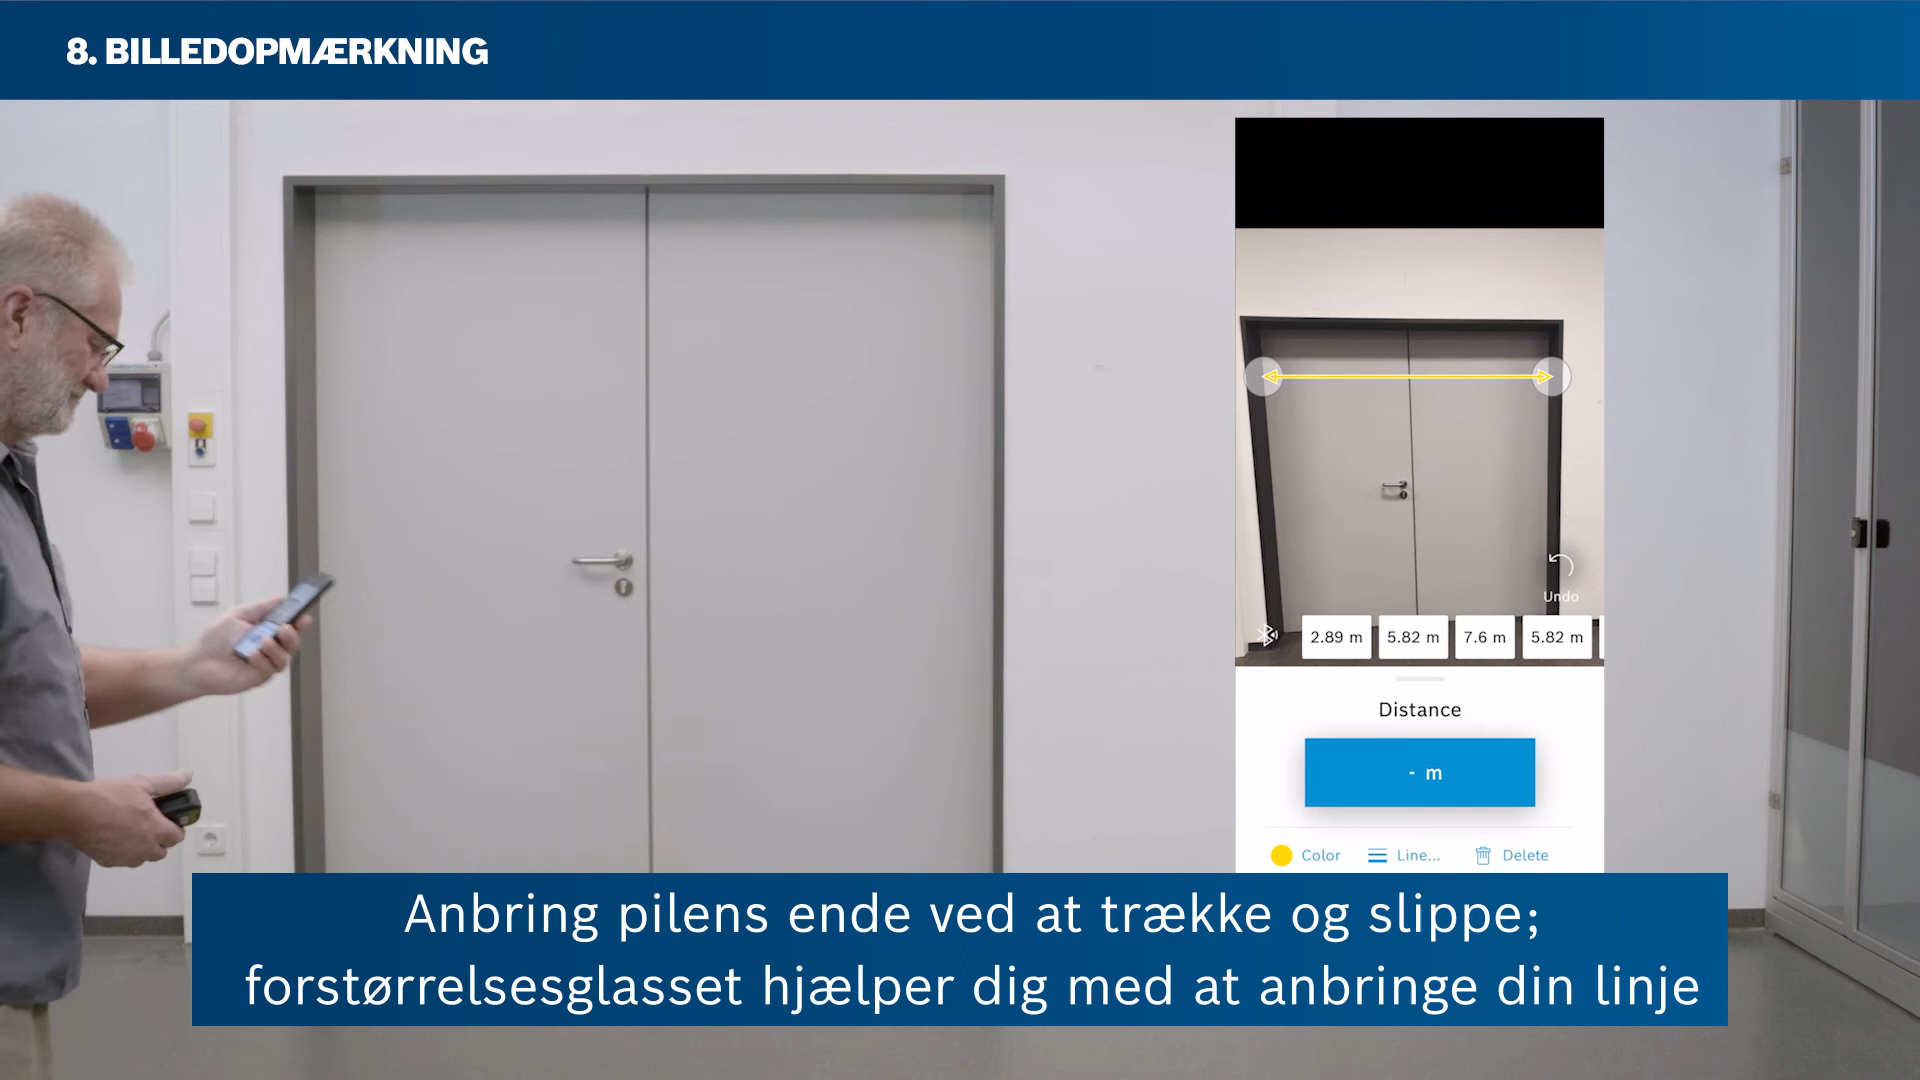 8. BILLEDOPMÆRKNING
Undo
2.89 m
5.82 m
7.6 m
5.82 m
Distance
- m
Color
Line...
Delete
Anbring pilens ende ved at trække og slippe;
forstørrelsesglasset hjælper dig med at anbringe din linje